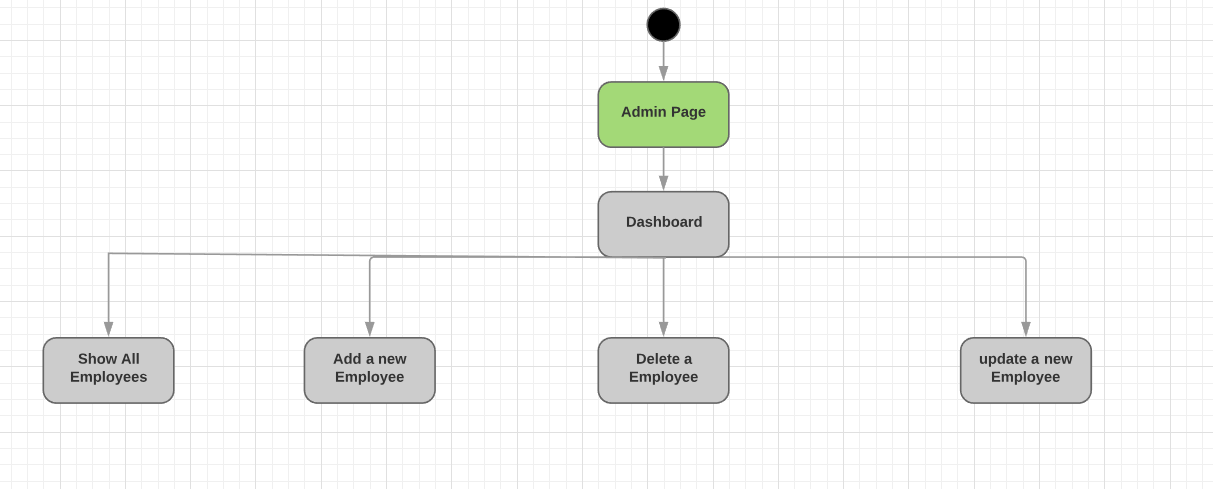 Admin Page
Dashboard
Show All
Employees
Add a new
Employee
Delete a
Employee
update a new
Employee